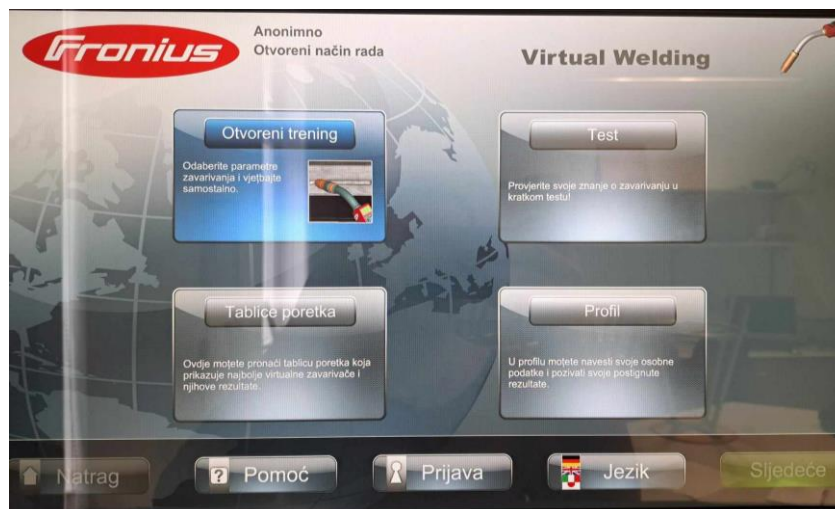 Fronius
Anonimno
Otvoreni način rada
Virtual Welding
Otvoreni trening
Odaberite parametre
zavarivanja i vježbajte
samostalno.
Test
Provjerite svoje znanje o zavarivanju u
kratkom testu!
Tablice poretka
Ovdje motete pronaći tablicu poretka koja
prikazuje najbolje virtualne zavarivače i
njihove rezultate.
Profil
U profilu motete navesti svoje osobne
podatke i pozivati svoje postignute
rezultate.
Natrag
? Pomoć
Prijava
Jezik
Sljedeće